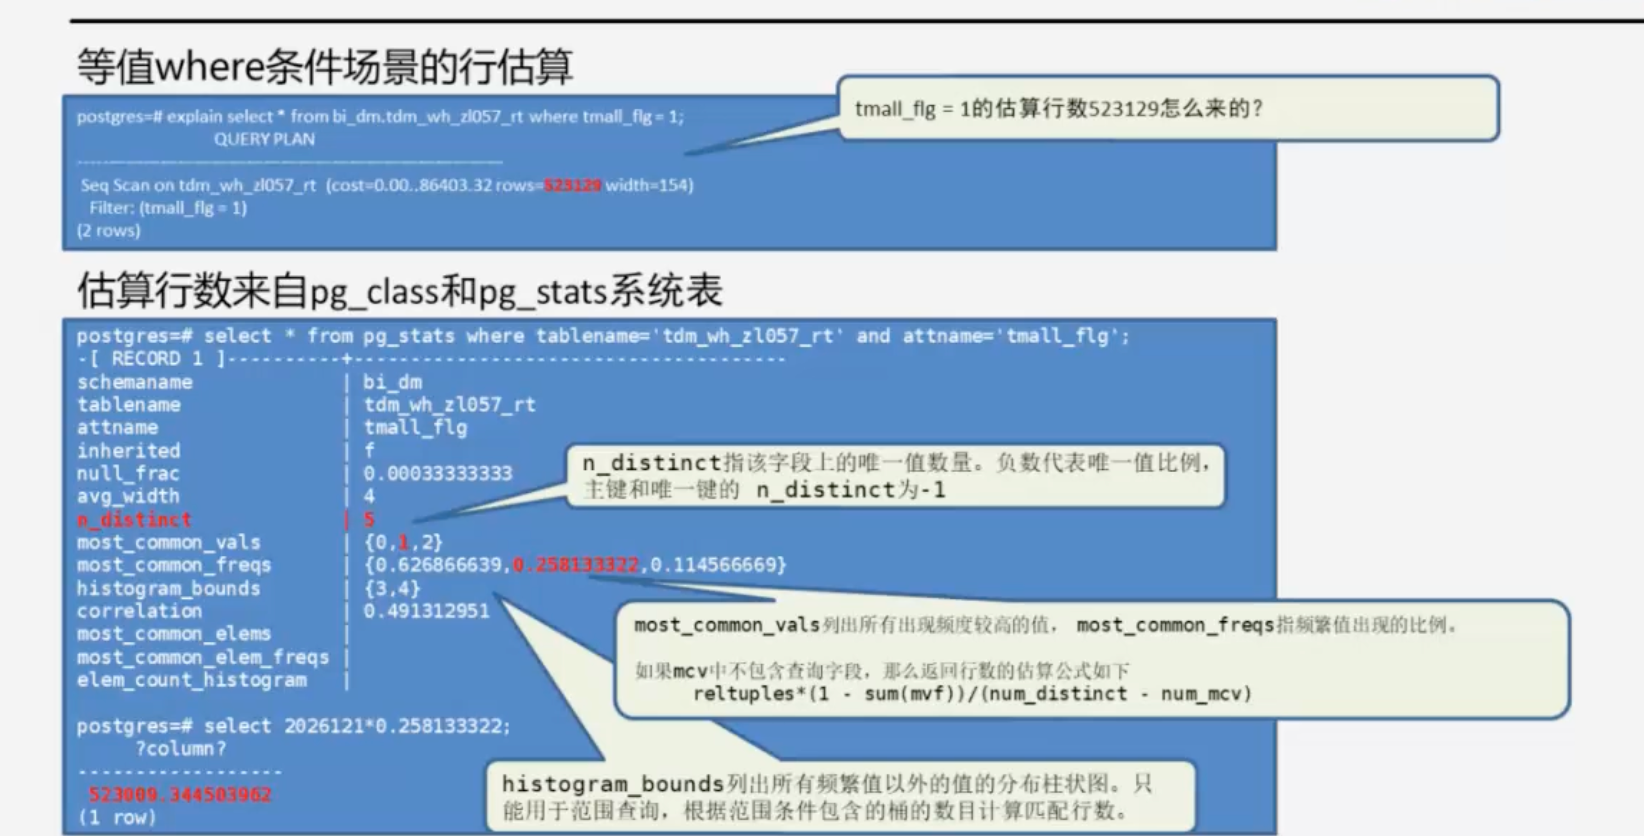 等值where条件场景的行估算
tmall_flg = 1的估算行数523129怎么来的？
postgres=# explain select * from bi_dm.tdm_wh_zl057_rt where tmall_flg = 1;
QUERY PLAN
----------------------------------------------------------------------
Seq Scan on tdm_wh_zl057_rt (cost=0.00..86403.32 rows=523129 width=154)
Filter: (tmall_flg = 1)
(2 rows)
估算行数来自pg_class和pg_stats系统表
postgres=# select * from pg_stats where tablename='tdm_wh_zl057_rt' and attname='tmall_flg';
-[ RECORD 1 ]----------+--------------------------------------
schemaname | bi_dm
tablename | tdm_wh_zl057_rt
attname | tmall_flg
inherited | f
null_frac | 0.00033333333
avg_width | 4
n_distinct | 5
most_common_vals | {0,1,2}
most_common_freqs | {0.626866639,0.258133322,0.114566669}
histogram_bounds | {3,4}
correlation | 0.491312951
most_common_elems |
most_common_elem_freqs |
elem_count_histogram |
n_distinct指该字段上的唯一值数量。负数代表唯一值比例，
主键和唯一键的 n_distinct为-1
most_common_vals列出所有出现频度较高的值， most_common_freqs指频繁值出现的比例。
如果mcv中不包含查询字段，那么返回行数的估算公式如下
reltuples*(1 - sum(mvf))/(num_distinct - num_mcv)
postgres=# select 2026121*0.258133322;
?column?
------------------
523009.344503962
(1 row)
histogram_bounds列出所有频繁值以外的值的分布柱状图。只
能用于范围查询，根据范围条件包含的桶的数目计算匹配行数。